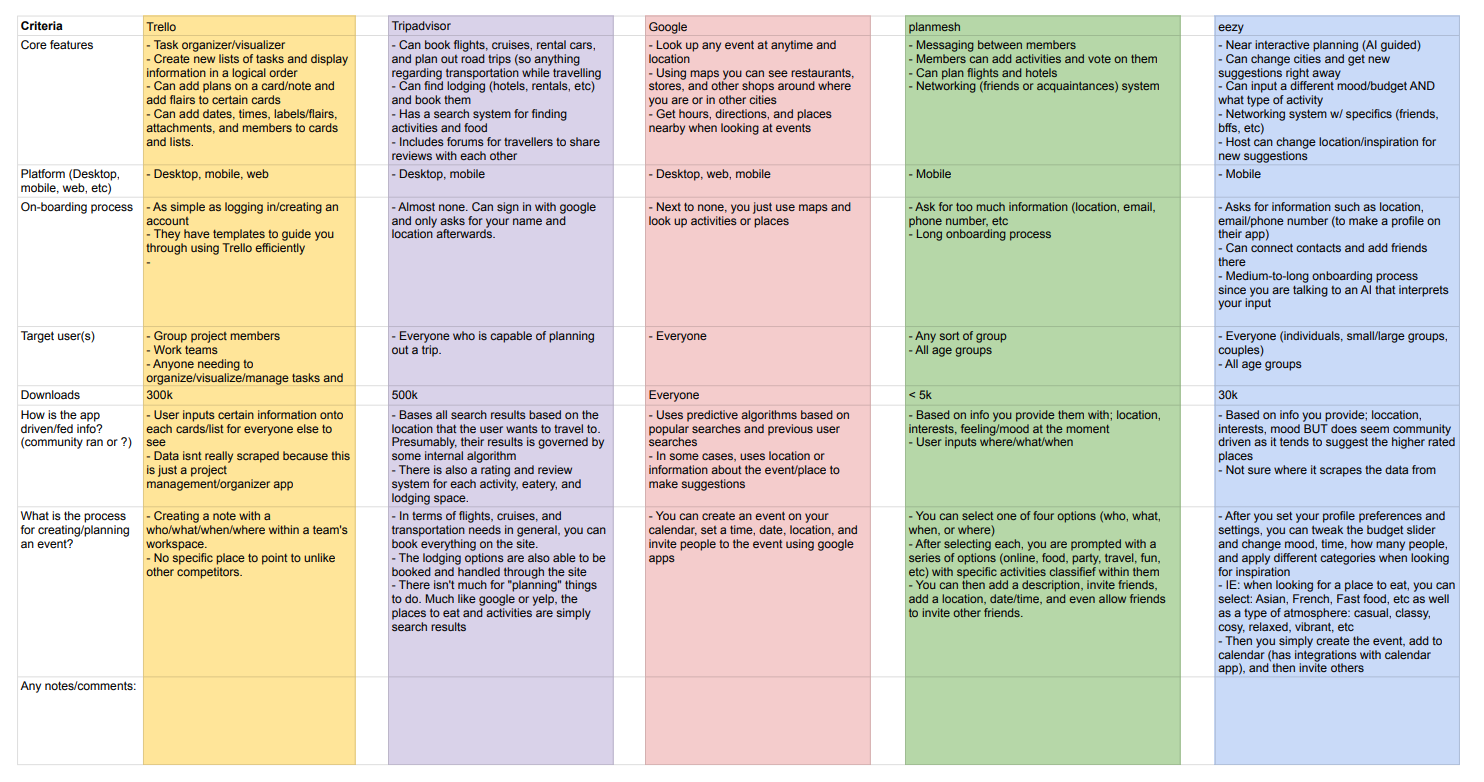 Criteria
Trello
Tripadvisor
Google
planmesh
eezy
Core features
- Task organizer/visualizer
- Create new lists of tasks and display
information in a logical order
- Can add plans on a card/note and
add flairs to certain cards
- Can add dates, times, labels/flairs,
attachments, and members to cards
and lists.
- Can book flights, cruises, rental cars,
and plan out road trips (so anything
regarding transportation while travelling
- Can find lodging (hotels, rentals, etc)
and book them
- Has a search system for finding
activities and food
- Includes forums for travellers to share
reviews with each other
- Look up any event at anytime and
location
- Using maps you can see restaurants,
stores, and other shops around where
you are or in other cities
- Get hours, directions, and places
nearby when looking at events
- Messaging between members
- Members can add activities and vote on them
- Can plan flights and hotels
- Networking (friends or acquaintances) system
- Near interactive planning (AI guided)
- Can change cities and get new
suggestions right away
- Can input a different mood/budget AND
what type of activity
- Networking system w/ specifics (friends,
bffs, etc)
- Host can change location/inspiration for
new suggestions
Platform (Desktop,
mobile, web, etc)
- Desktop, mobile, web
- Desktop, mobile
- Desktop, web, mobile
- Mobile
- Mobile
On-boarding process
- As simple as logging in/creating an
account
- They have templates to guide you
through using Trello efficiently
-
- Almost none. Can sign in with google
and only asks for your name and
location afterwards.
- Next to none, you just use maps and
look up activities or places
- Ask for too much information (location, email,
phone number, etc
- Long onboarding process
- Asks for information such as location,
email/phone number (to make a profile on
their app)
- Can connect contacts and add friends
there
- Medium-to-long onboarding process
since you are talking to an AI that interprets
your input
Target user(s)
- Group project members
- Work teams
- Anyone needing to
organize/visualize/manage tasks and
- Everyone who is capable of planning
out a trip.
- Everyone
- Any sort of group
- All age groups
- Everyone (individuals, small/large groups,
couples)
- All age groups
Downloads
300k
500k
Everyone
< 5k
30k
How is the app
driven/fed info?
(community ran or ?)
- User inputs certain information onto
each cards/list for everyone else to
see
- Data isnt really scraped because this
is just a project
management/organizer app
- Bases all search results based on the
location that the user wants to travel to.
Presumably, their results is governed by
some internal algorithm
- There is also a rating and review
system for each activity, eatery, and
lodging space.
- Uses predictive algorithms based on
popular searches and previous user
searches
- In some cases, uses location or
information about the event/place to
make suggestions
- Based on info you provide them with; location,
interests, feeling/mood at the moment
- User inputs where/what/when
- Based on info you provide; loccation,
interests, mood BUT does seem community
driven as it tends to suggest the higher rated
places
- Not sure where it scrapes the data from
What is the process
for creating/planning
an event?
- Creating a note with a
who/what/when/where within a team's
workspace.
- No specific place to point to unlike
other competitors.
- In terms of flights, cruises, and
transportation needs in general, you can
book everything on the site.
- The lodging options are also able to be
booked and handled through the site
- There isn't much for "planning" things
to do. Much like google or yelp, the
places to eat and activities are simply
search results
- You can create an event on your
calendar, set a time, date, location, and
invite people to the event using google
apps
- You can select one of four options (who, what,
when, or where)
- After selecting each, you are prompted with a
series of options (online, food, party, travel, fun,
etc) with specific activities classifief within them
- You can then add a description, invite friends,
add a location, date/time, and even allow friends
to invite other friends.
- After you set your profile preferences and
settings, you can tweak the budget slider
and change mood, time, how many people,
and apply different categories when looking
for inspiration
- IE: when looking for a place to eat, you can
select: Asian, French, Fast food, etc as well
as a type of atmosphere: casual, classy,
cosy, relaxed, vibrant, etc
- Then you simply create the event, add to
calendar (has integrations with calendar
app), and then invite others
Any notes/comments: